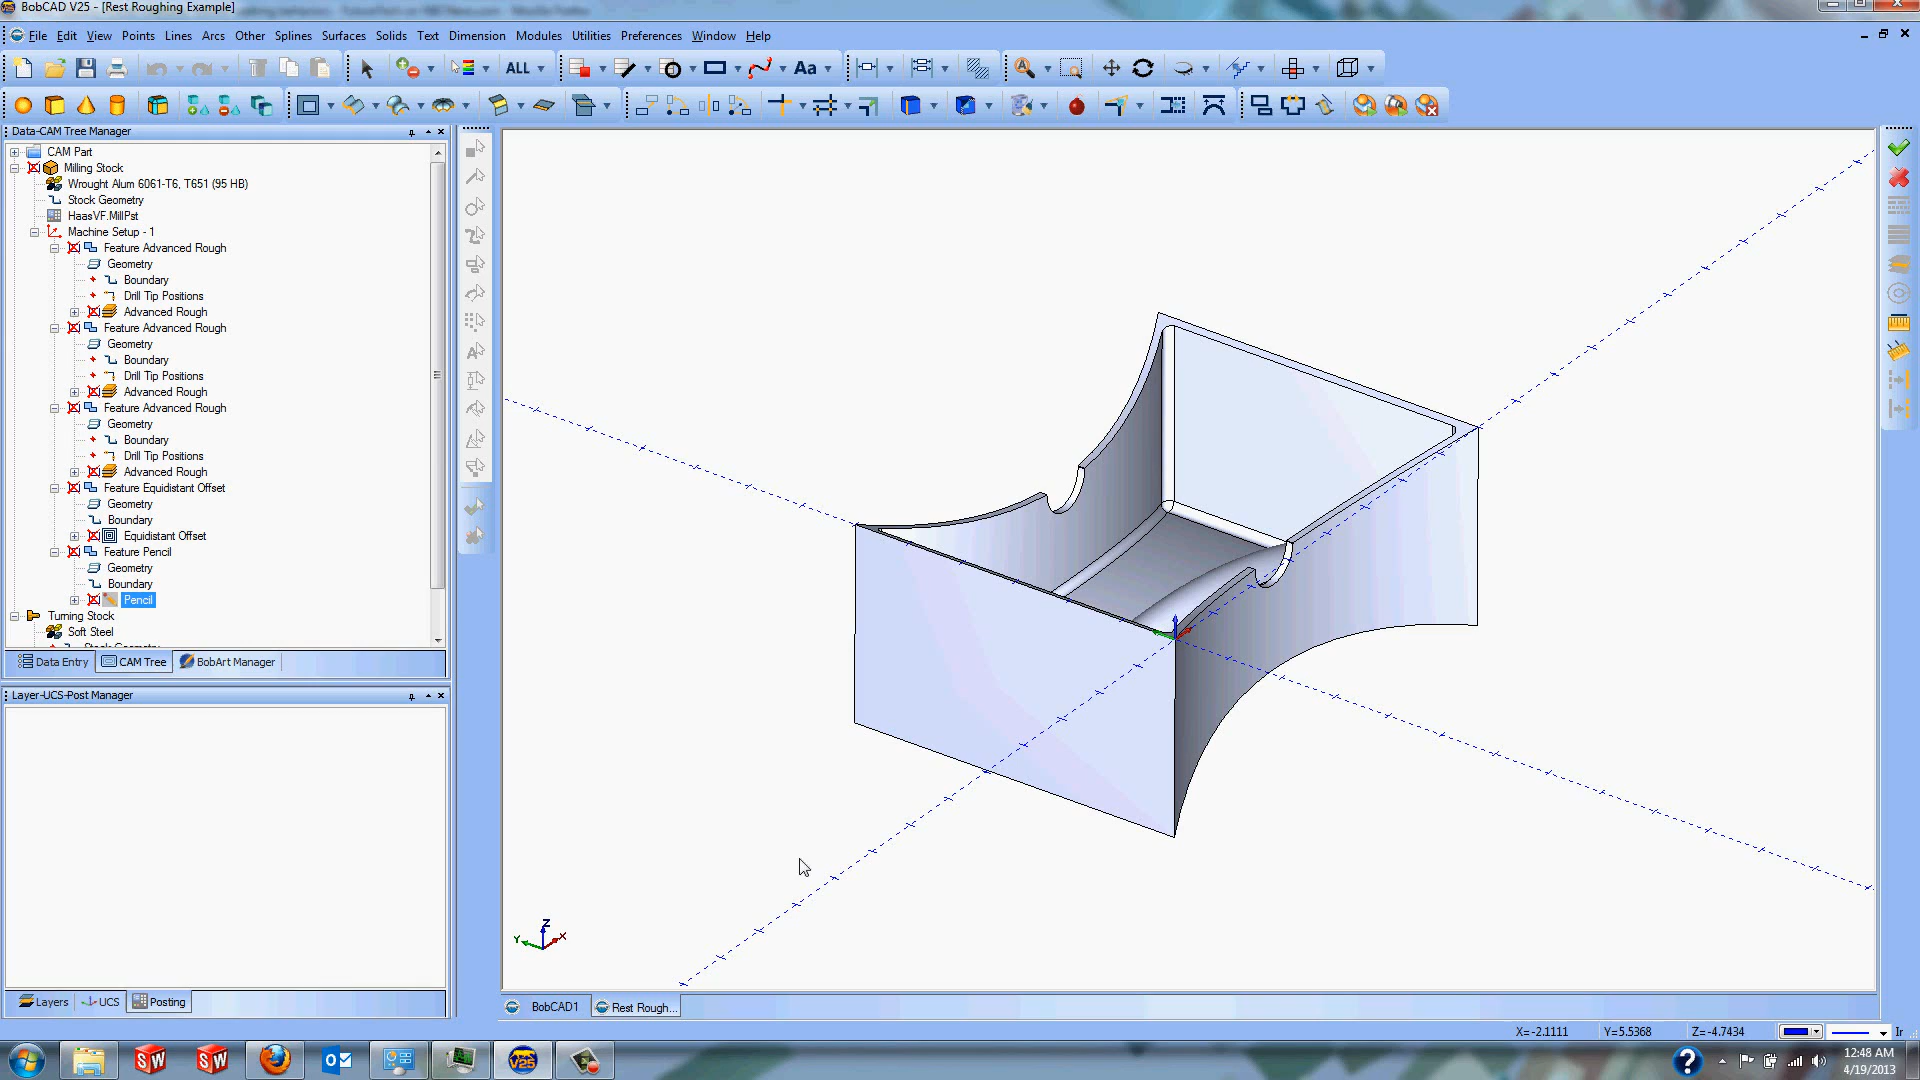 BobCAD V25 - [Rest Roughing Example]
File Edit View Points Lines Arcs Other Splines Surfaces Solids Text Dimension Modules Utilities Preferences Window Help
ALL Aa
Data-CAM Tree Manager
CAM Part
Milling Stock
Wrought Alum 6061-T6, T651 (95 HB)
Stock Geometry
HaasVF.MillPst
Machine Setup - 1
Feature Advanced Rough
Geometry
Boundary
Drill Tip Positions
Advanced Rough
Feature Advanced Rough
Geometry
Boundary
Drill Tip Positions
Advanced Rough
Feature Advanced Rough
Geometry
Boundary
Drill Tip Positions
Advanced Rough
Feature Equidistant Offset
Geometry
Boundary
Equidistant Offset
Feature Pencil
Geometry
Boundary
Pencil
Turning Stock
Soft Steel
Stock Geometry
Data Entry CAM Tree BobArt Manager
Layer-UCS-Post Manager
Z
Y X
Layers UCS Posting
BobCAD1 Rest Rough...
X=-2.1111 Y=5.5368 Z=-4.7434 Ir
SW SW V25
12:48 AM
4/19/2013